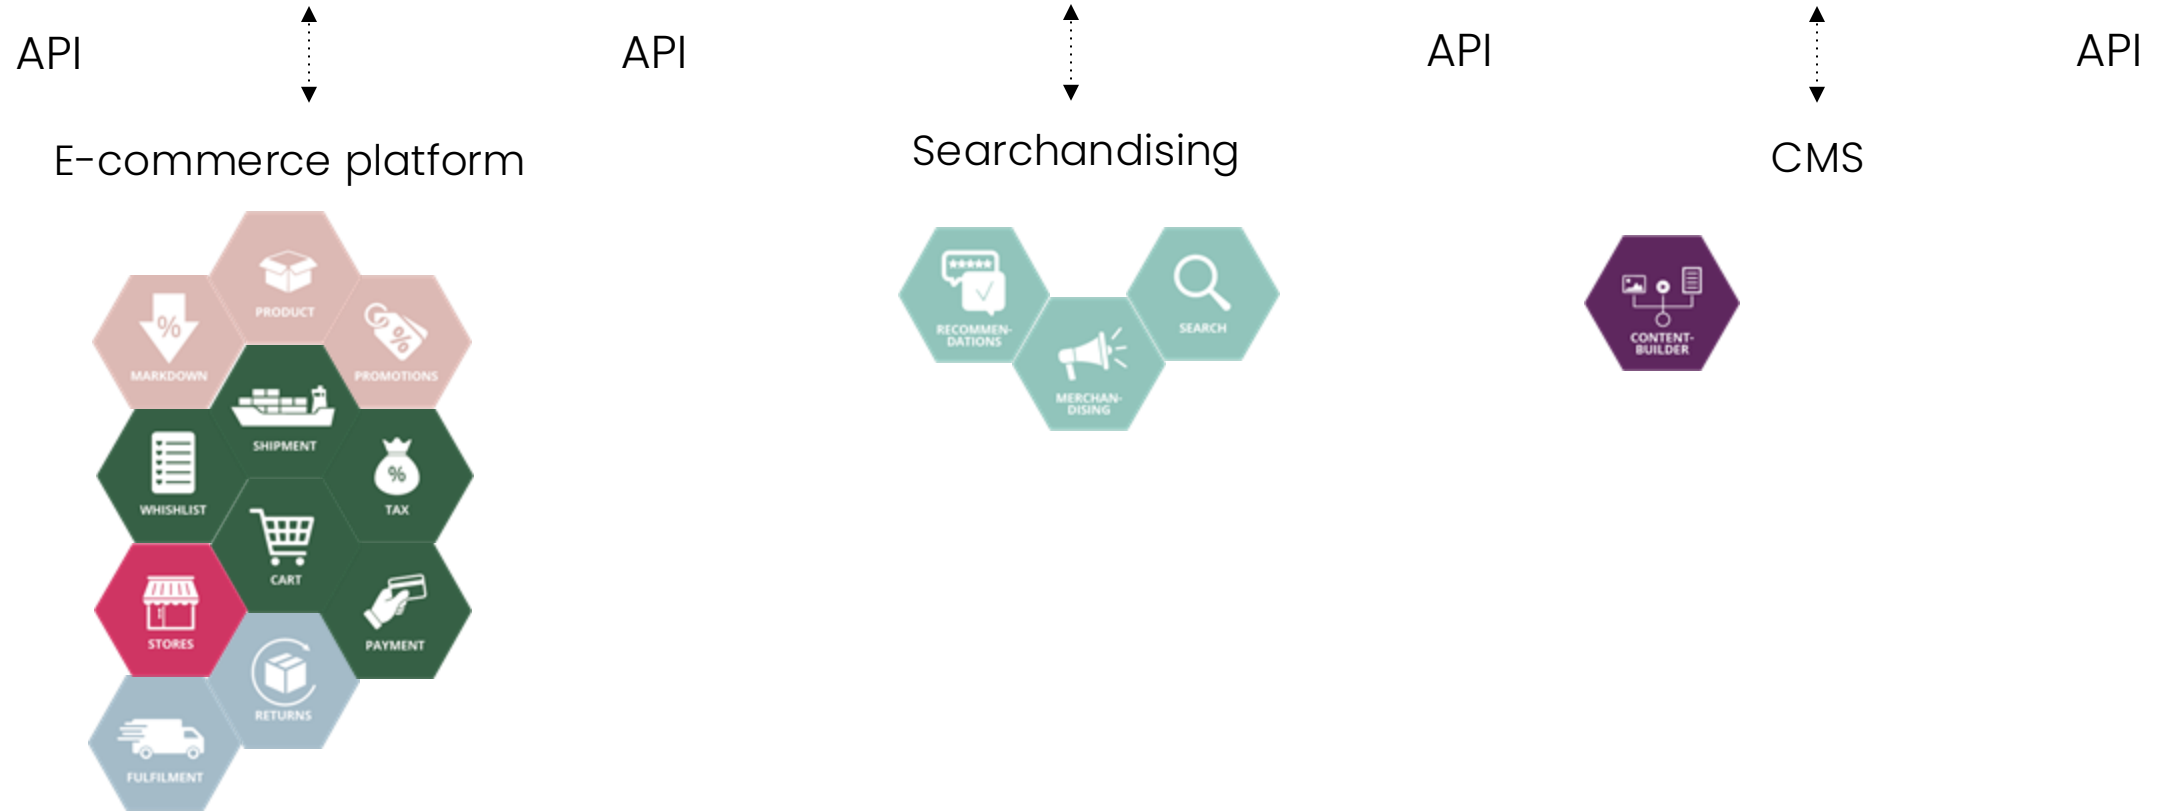 API
API
API
API
E-commerce platform
Searchandising
CMS
PRODUCT
MARKDOWN
PROMOTIONS
SHIPMENT
WHISHLIST
TAX
CART
STORES
PAYMENT
RETURNS
FULFILMENT
RECOMMEN-
DATIONS
MERCHAN-
DISING
SEARCH
CONTENT-
BUILDER